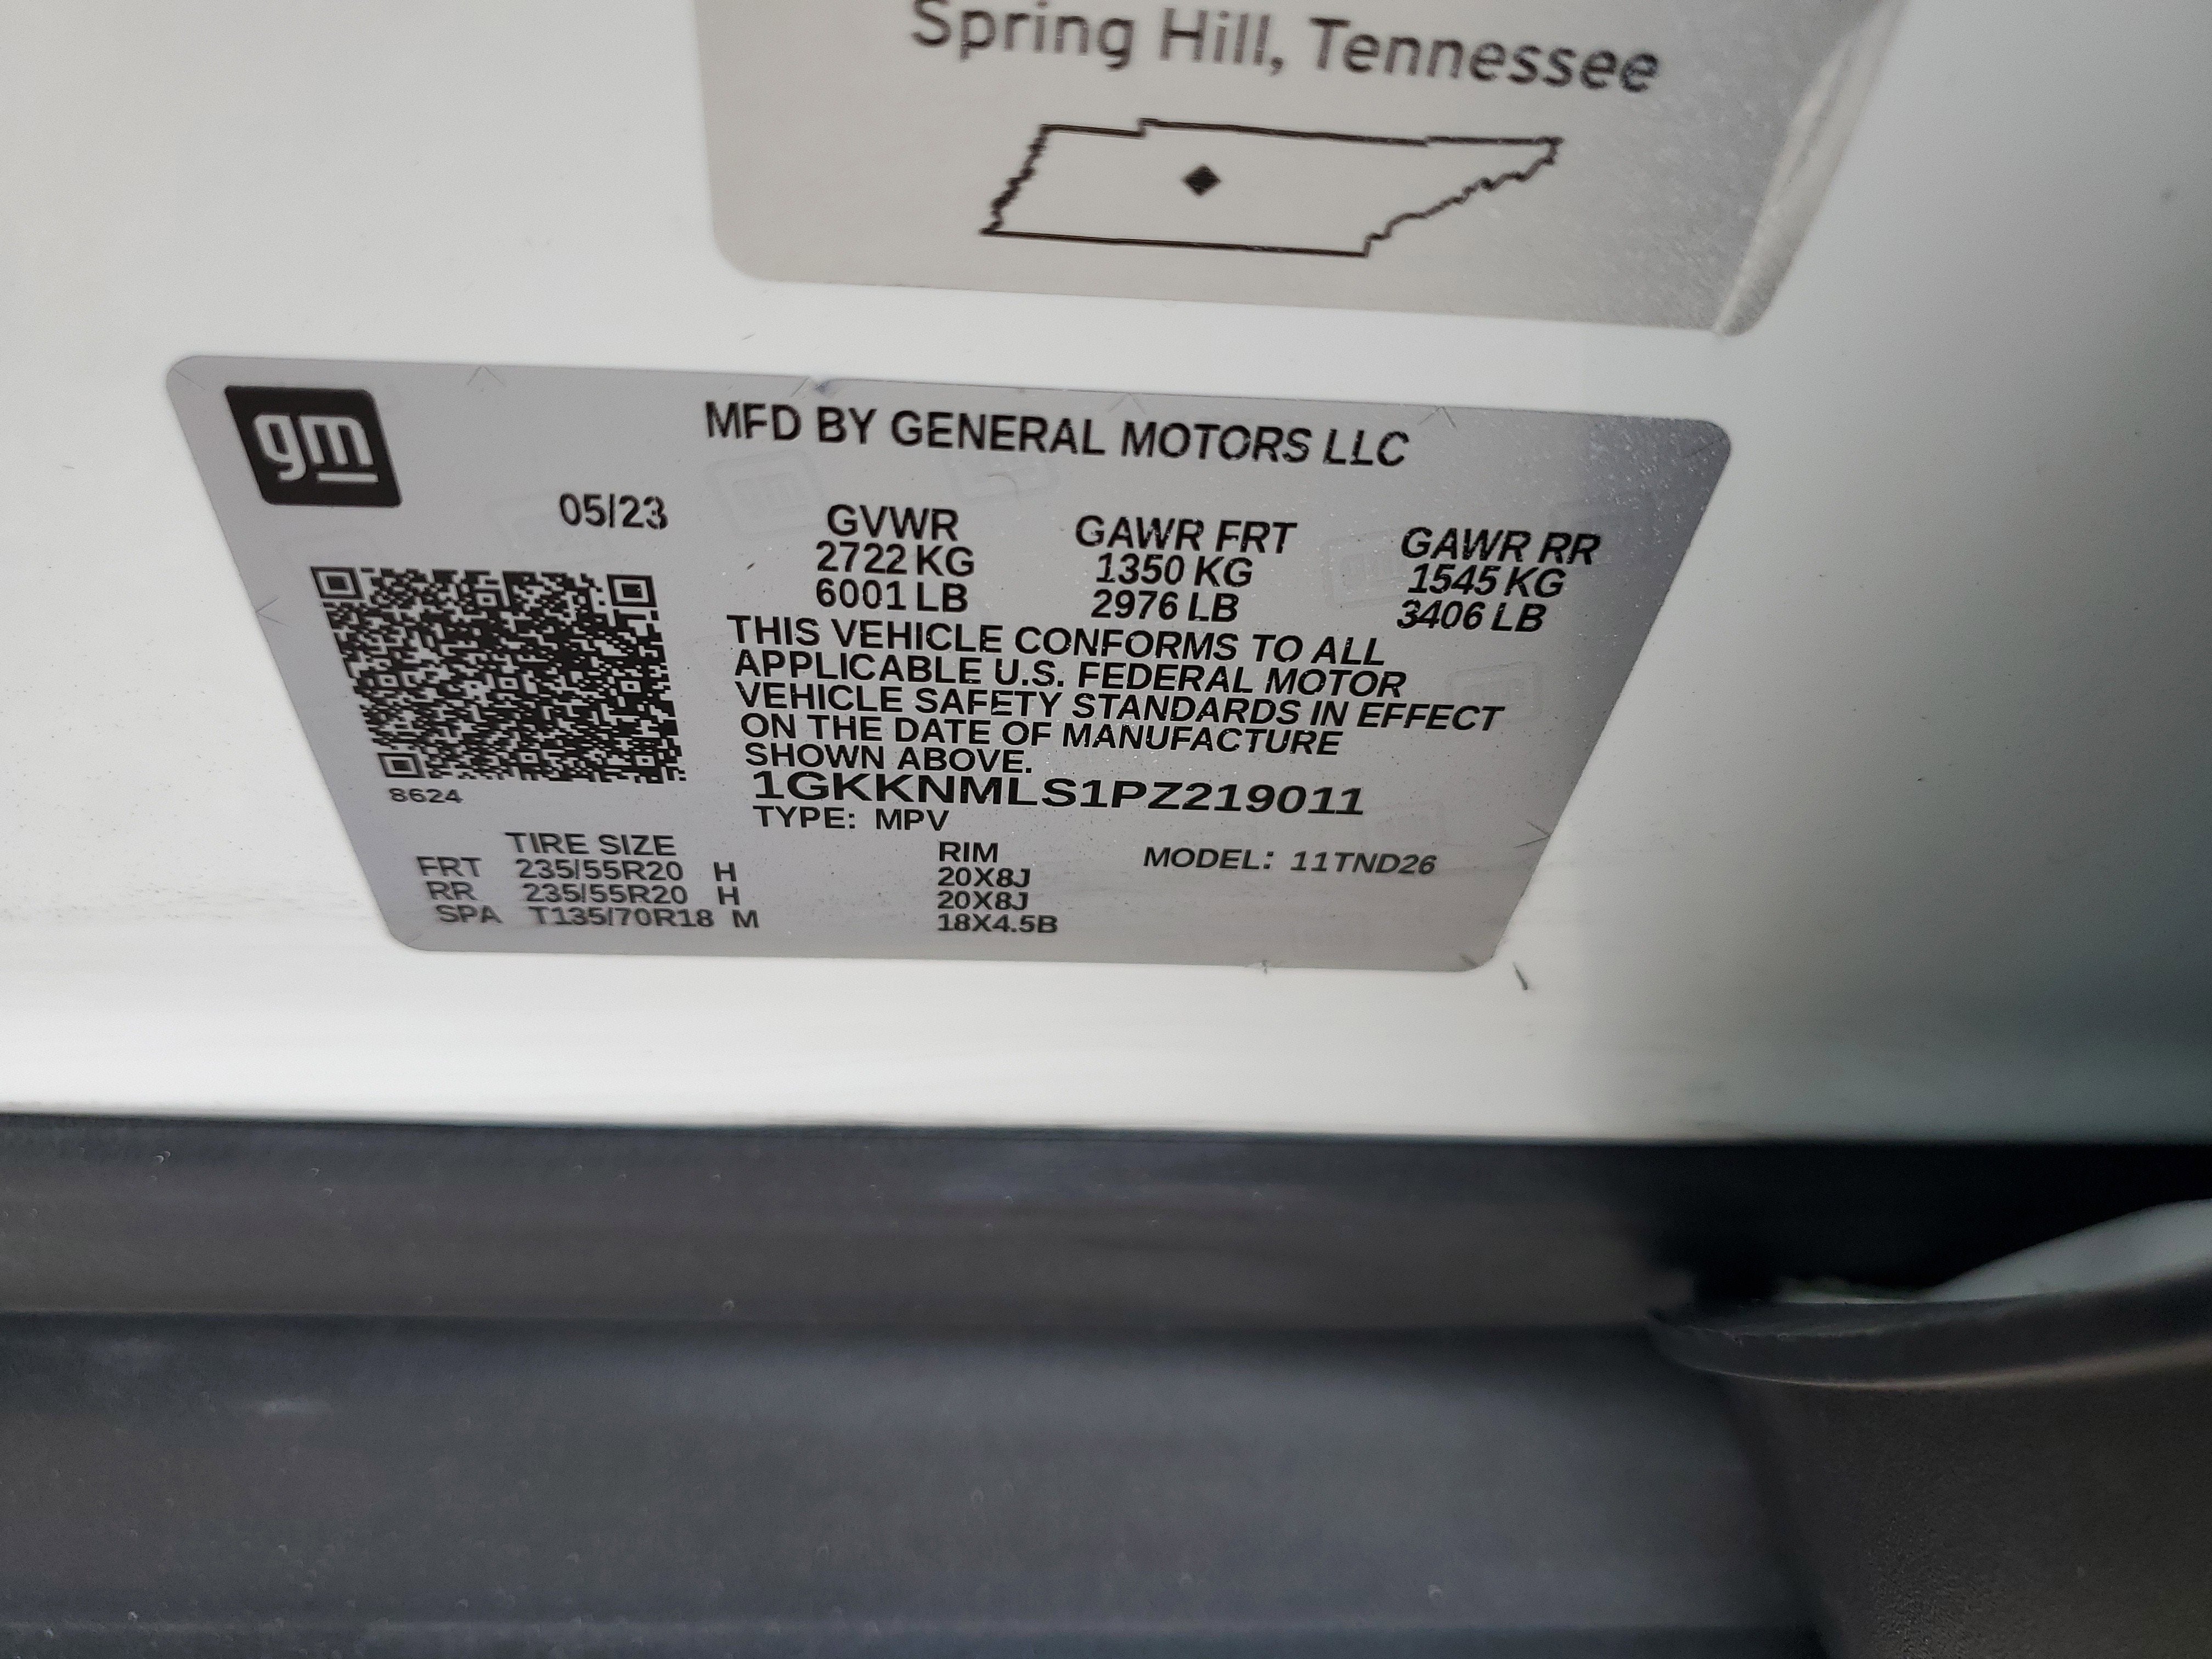 Spring Hill, Tennessee
gm
MFD BY GENERAL MOTORS LLC
05/23
GVWR GAWR FRT GAWR RR
2722 KG 1350 KG 1545 KG
6001 LB 2976 LB 3406 LB
THIS VEHICLE CONFORMS TO ALL
APPLICABLE U.S. FEDERAL MOTOR
VEHICLE SAFETY STANDARDS IN EFFECT
ON THE DATE OF MANUFACTURE
SHOWN ABOVE.
1GKKNMLS1PZ219011
8624
TYPE: MPV
TIRE SIZE RIM MODEL: 11TND26
FRT 235/55R20 H 20X8J
RR 235/55R20 H 20X8J
SPA T135/70R18 M 18X4.5B